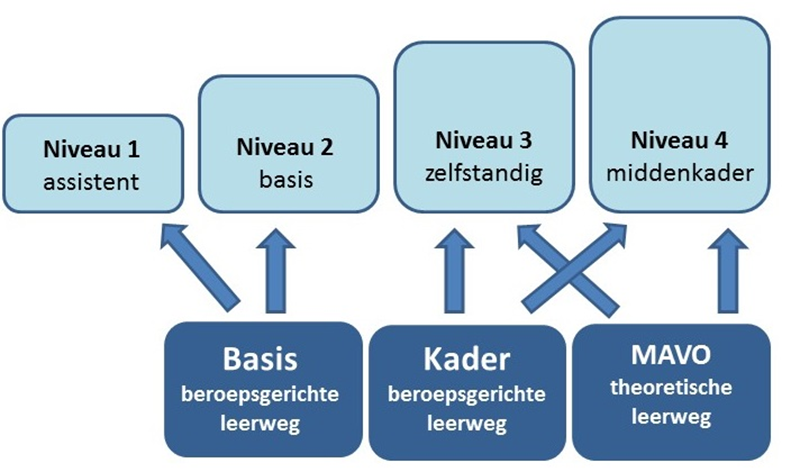 Niveau 1
assistent
Niveau 2
basis
Niveau 3
zelfstandig
Niveau 4
middenkader
Basis
beroepsgerichte
leerweg
Kader
beroepsgerichte
leerweg
MAVO
theoretische
leerweg